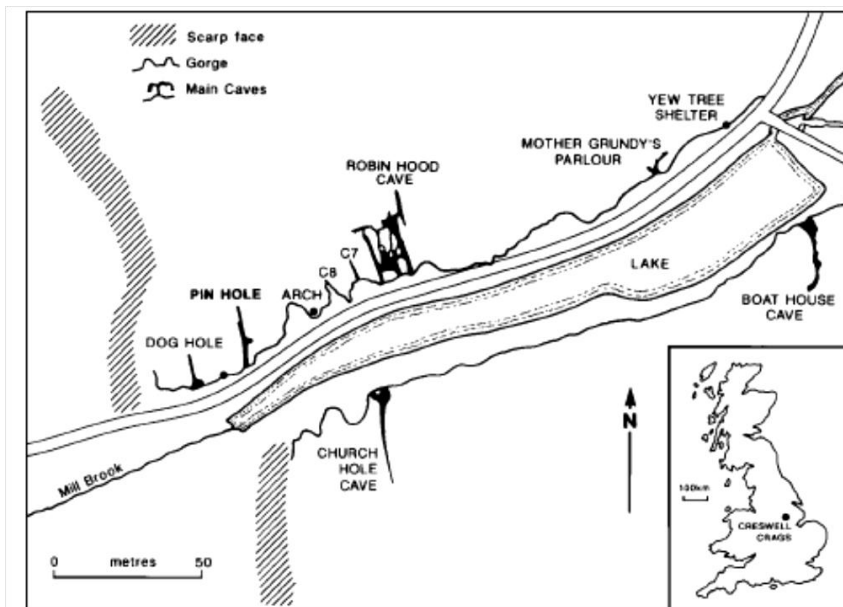 Scarp face
Gorge
Main Caves
YEW TREE
SHELTER
MOTHER GRUNDY'S
PARLOUR
ROBIN HOOD
CAVE
C7
C8
ARCH
PIN HOLE
DOG HOLE
LAKE
BOAT HOUSE
CAVE
CHURCH
HOLE
CAVE
Mill Brook
N
0 metres 50
100km
CRESWELL
CRAGS